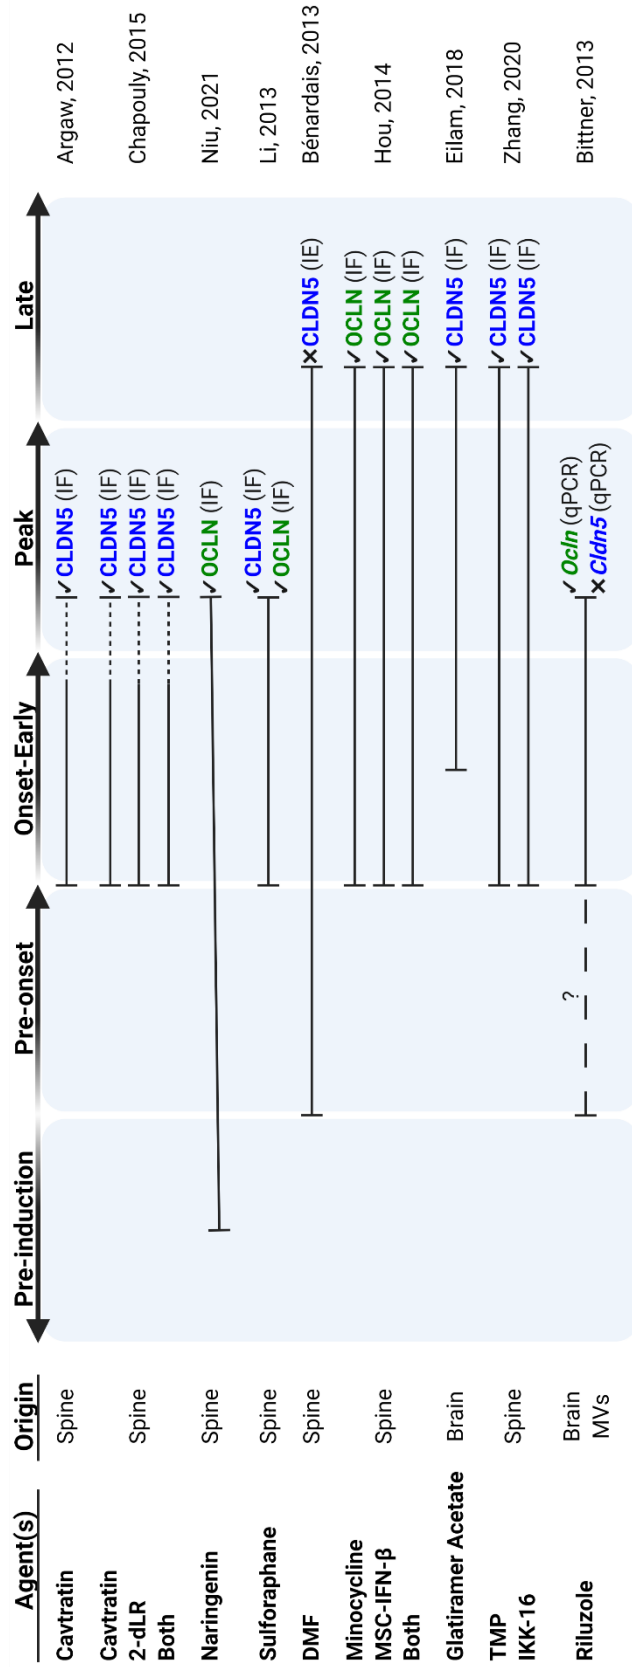 Agent(s) Origin Pre-induction Pre-onset Onset-Early Peak Late
Cavtratin Spine ✓CLDN5 (IF) Argaw, 2012
Cavtratin ✓CLDN5 (IF)
2-dLR Spine ✓CLDN5 (IF) Chapouly, 2015
Both ✓CLDN5 (IF)
Naringenin Spine ✓OCLN (IF) Niu, 2021
✓CLDN5 (IF)
Sulforaphane Spine Li, 2013
✓OCLN (IF)
DMF Spine ×CLDN5 (IE) Bénardais, 2013
Minocycline ✓OCLN (IF)
MSC-IFN-β Spine ✓OCLN (IF) Hou, 2014
Both ✓OCLN (IF)
Glatiramer Acetate Brain ✓CLDN5 (IF) Eilam, 2018
TMP ✓CLDN5 (IF)
Spine Zhang, 2020
IKK-16 ✓CLDN5 (IF)
Brain ? ✓Ocln (qPCR)
Riluzole Bittner, 2013
MVs ×Cldn5 (qPCR)